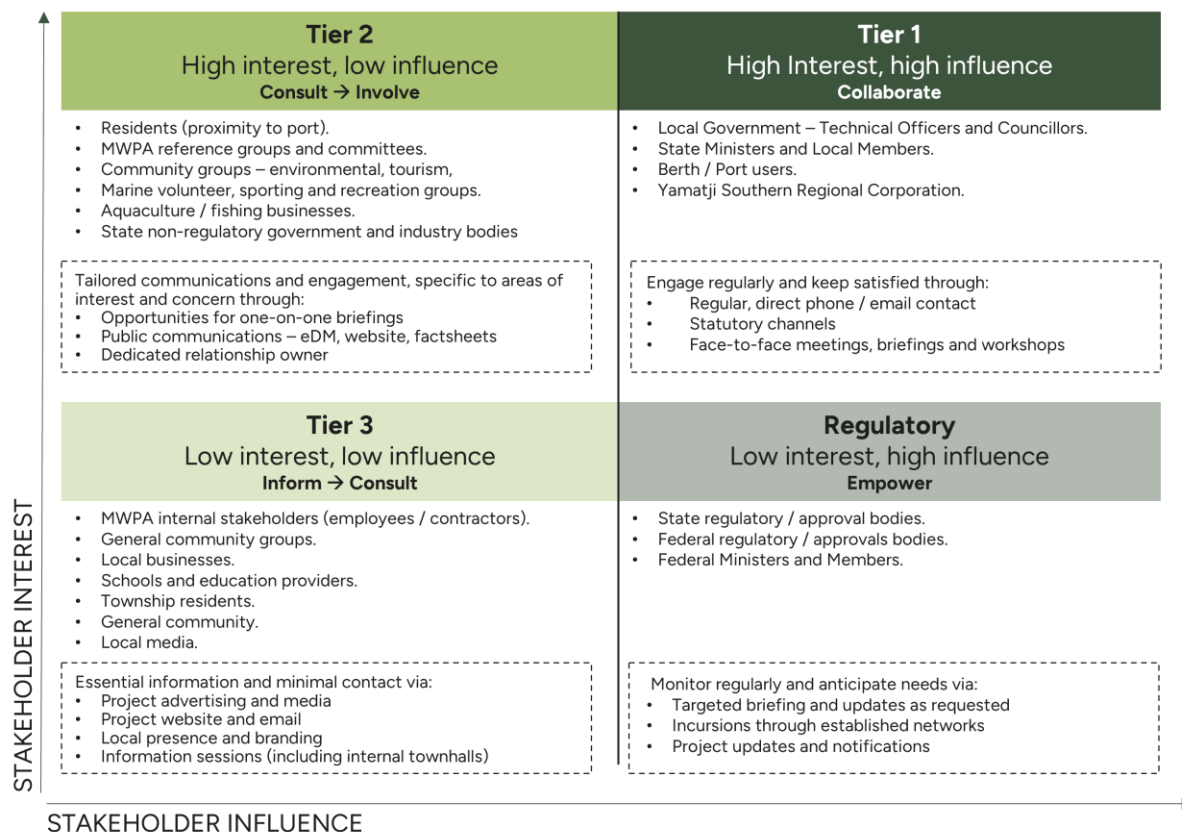 Tier 2
High interest, low influence
Consult → Involve
• Residents (proximity to port).
• MWPA reference groups and committees.
• Community groups – environmental, tourism,
• Marine volunteer, sporting and recreation groups.
• Aquaculture / fishing businesses.
• State non-regulatory government and industry bodies
Tailored communications and engagement, specific to areas of
interest and concern through:
• Opportunities for one-on-one briefings
• Public communications – eDM, website, factsheets
• Dedicated relationship owner
Tier 1
High Interest, high influence
Collaborate
• Local Government – Technical Officers and Councillors.
• State Ministers and Local Members.
• Berth / Port users.
• Yamatji Southern Regional Corporation.
Engage regularly and keep satisfied through:
• Regular, direct phone / email contact
• Statutory channels
• Face-to-face meetings, briefings and workshops
Tier 3
Low interest, low influence
Inform → Consult
• MWPA internal stakeholders (employees / contractors).
• General community groups.
• Local businesses.
• Schools and education providers.
• Township residents.
• General community.
• Local media.
Essential information and minimal contact via:
• Project advertising and media
• Project website and email
• Local presence and branding
• Information sessions (including internal townhalls)
Regulatory
Low interest, high influence
Empower
• State regulatory / approval bodies.
• Federal regulatory / approvals bodies.
• Federal Ministers and Members.
Monitor regularly and anticipate needs via:
• Targeted briefing and updates as requested
• Incursions through established networks
• Project updates and notifications
STAKEHOLDER INTEREST
STAKEHOLDER INFLUENCE